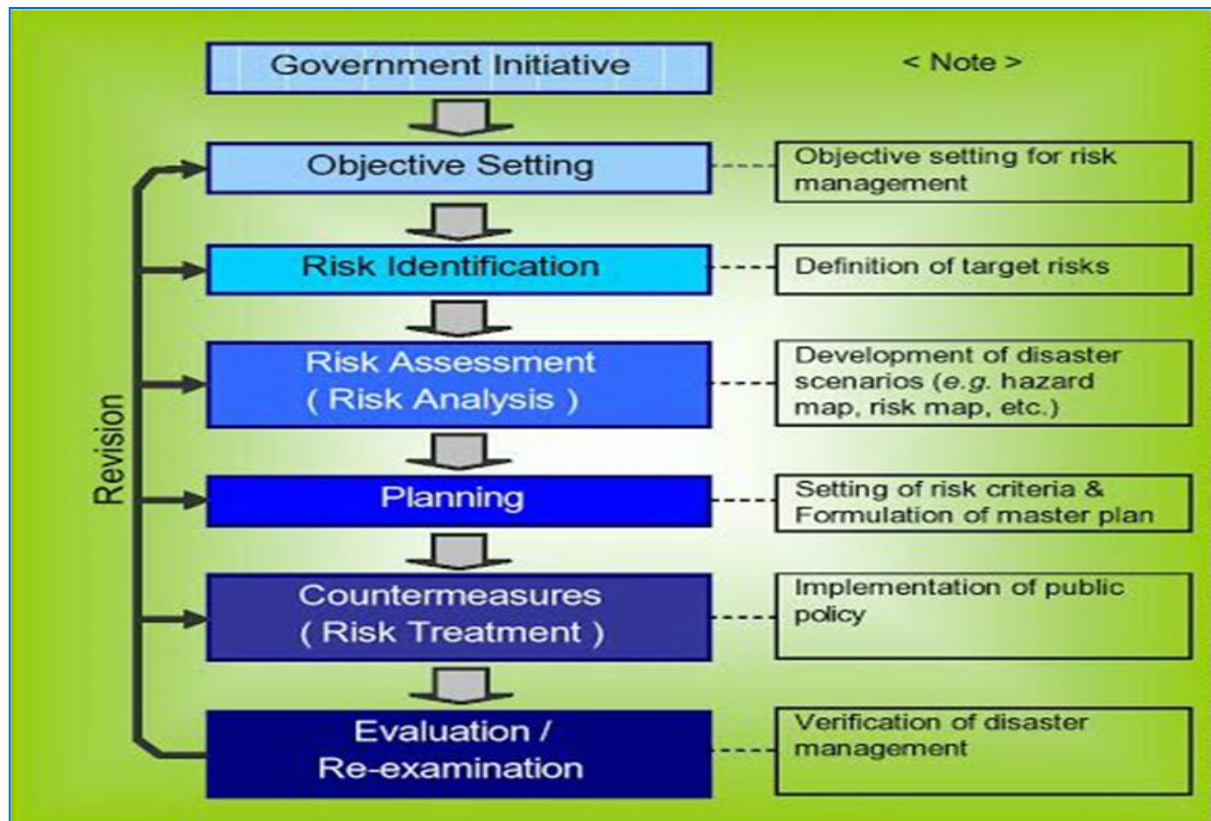 Government Initiative
< Note >
Objective Setting
Objective setting for risk
management
Risk Identification
Definition of target risks
Risk Assessment
( Risk Analysis )
Development of disaster
scenarios (e.g. hazard
map, risk map, etc.)
Planning
Setting of risk criteria &
Formulation of master plan
Countermeasures
( Risk Treatment )
Implementation of public
policy
Evaluation /
Re-examination
Verification of disaster
management
Revision